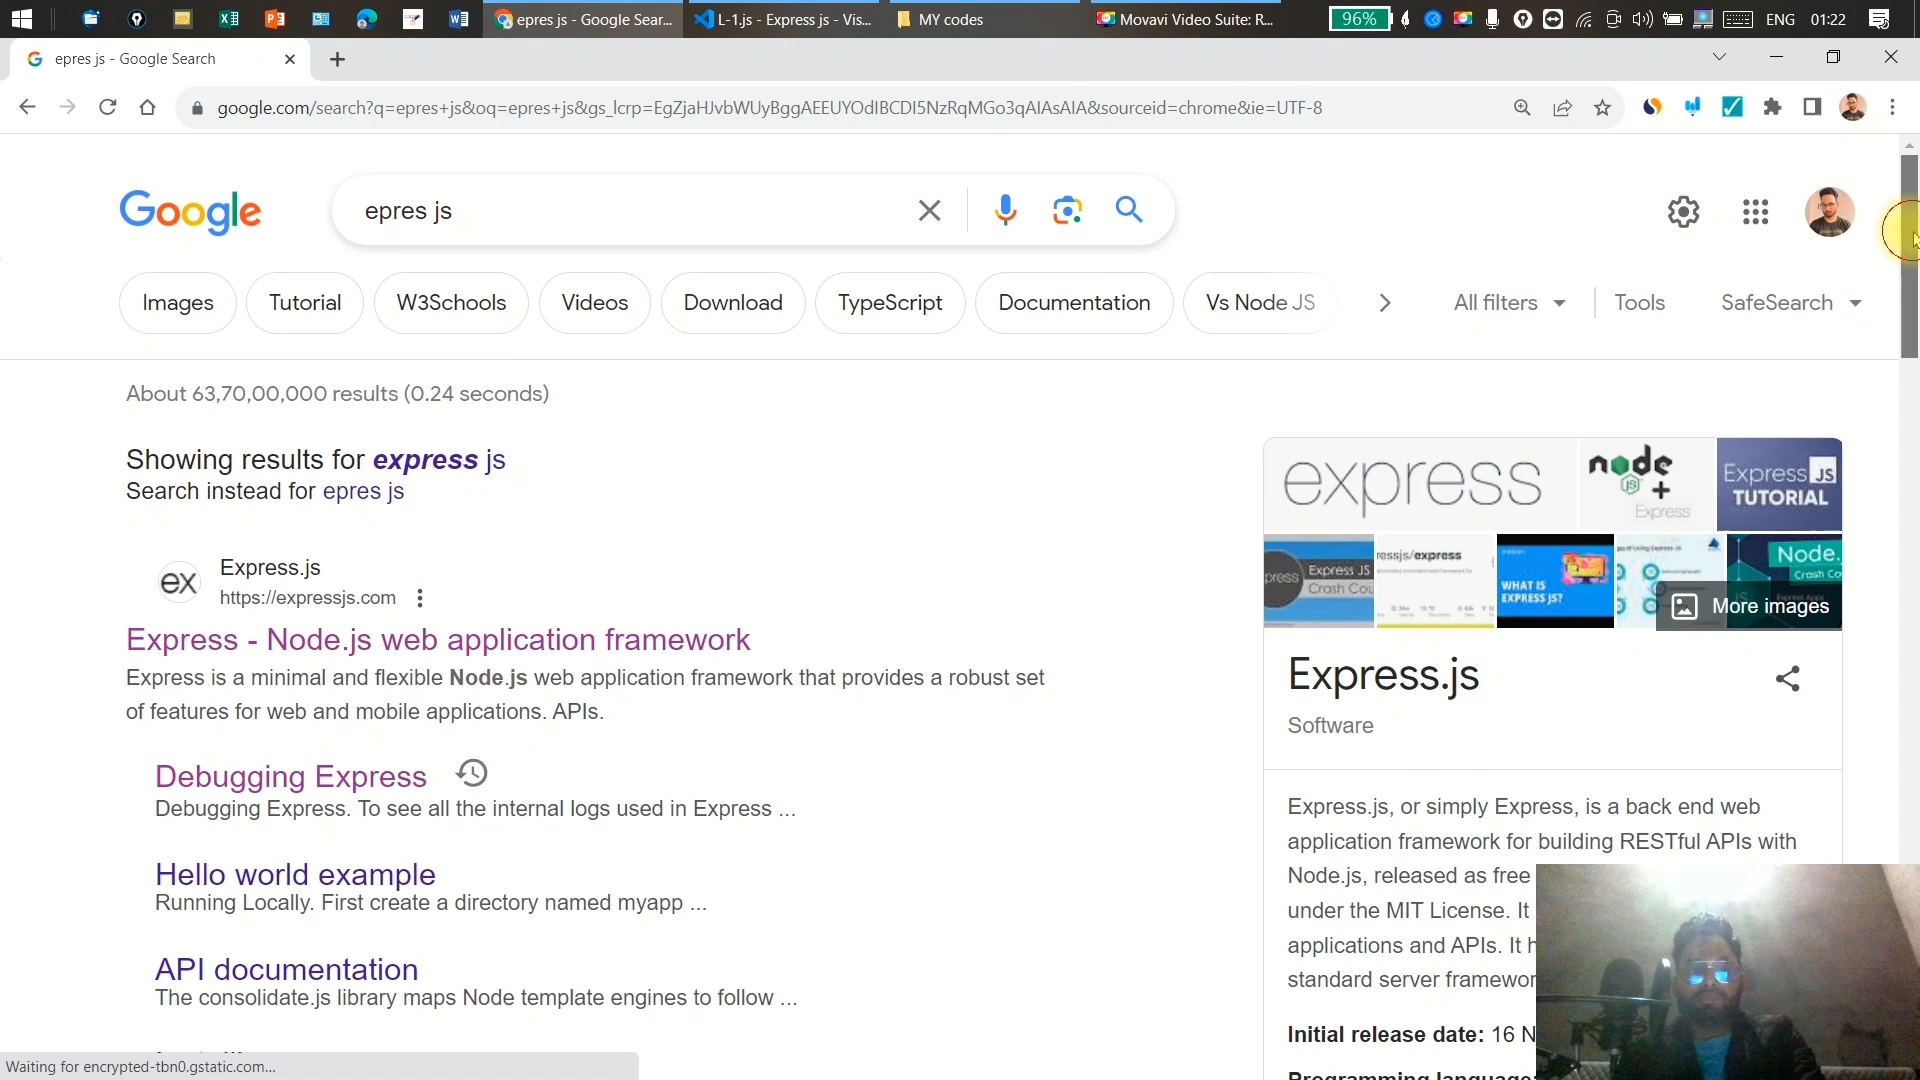 96%
epres js - Google Sear...
L-1.js - Express js - Vis...
MY codes
Movavi Video Suite: R...
ENG
01:22
epres js - Google Search
google.com/search?q=epres+js&oq=epres+js&gs_lcrp=EgZjaHJvbWUyBggAEEUYOdIBCDI5NzRqMGo3qAIAsAIA&sourceid=chrome&ie=UTF-8
Google
epres js
Images
Tutorial
W3Schools
Videos
Download
TypeScript
Documentation
Vs Node JS
All filters
Tools
SafeSearch
About 63,70,00,000 results (0.24 seconds)
Showing results for express js
Search instead for epres js
ex
Express.js
https://expressjs.com
Express - Node.js web application framework
Express is a minimal and flexible Node.js web application framework that provides a robust set
of features for web and mobile applications. APIs.
Debugging Express
Debugging Express. To see all the internal logs used in Express ...
Hello world example
Running Locally. First create a directory named myapp ...
API documentation
The consolidate.js library maps Node template engines to follow ...
express
node
JS
+
Express
Express JS
TUTORIAL
press
Express JS
Crash Cou
ressjs/express
WHAT IS
EXPRESS JS?
Node.
Crash Co
More images
Express.js
Software
Express.js, or simply Express, is a back end web
application framework for building RESTful APIs with
Node.js, released as free
under the MIT License. It
applications and APIs. It h
standard server framewor
Initial release date: 16 N
Programming language:
Waiting for encrypted-tbn0.gstatic.com...